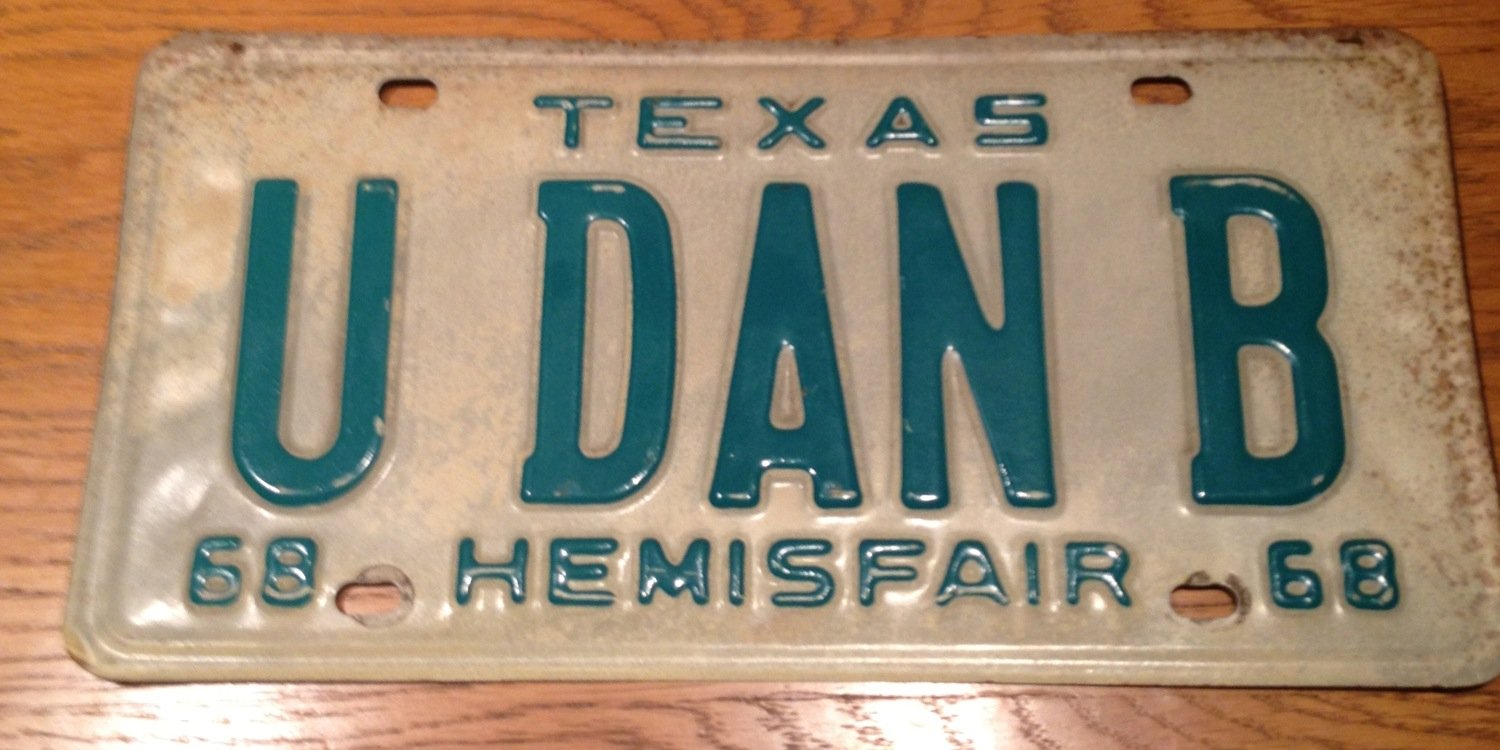 TEXAS
U DAN B
68 HEMISFAIR 68